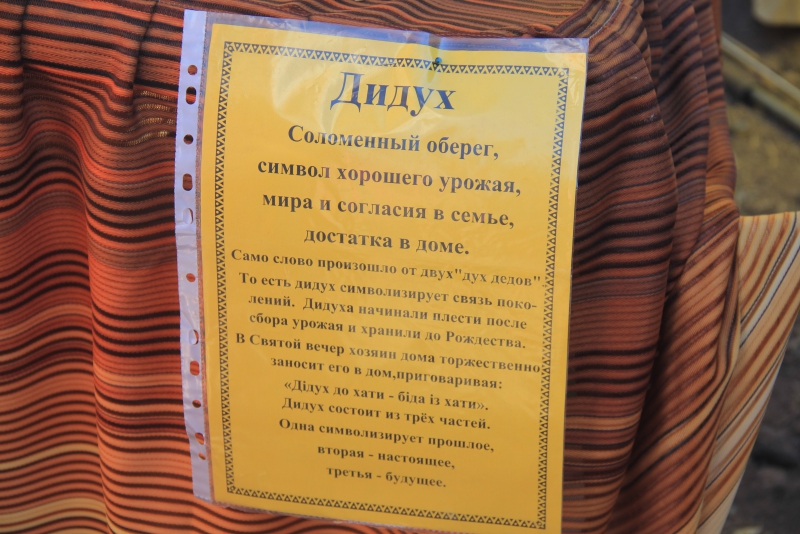 Дидух
Соломенный оберег,
символ хорошего урожая,
мира и согласия в семье,
достатка в доме.
Само слово произошло от двух"дух дедов".
То есть дидух символизирует связь поко-
лений. Дидуха начинали плести после
сбора урожая и хранили до Рождества.
В Святой вечер хозяин дома торжественно
заносит его в дом,приговаривая:
«Дідух до хати - біда із хати».
Дидух состоит из трёх частей.
Одна символизирует прошлое,
вторая - настоящее,
третья - будущее.